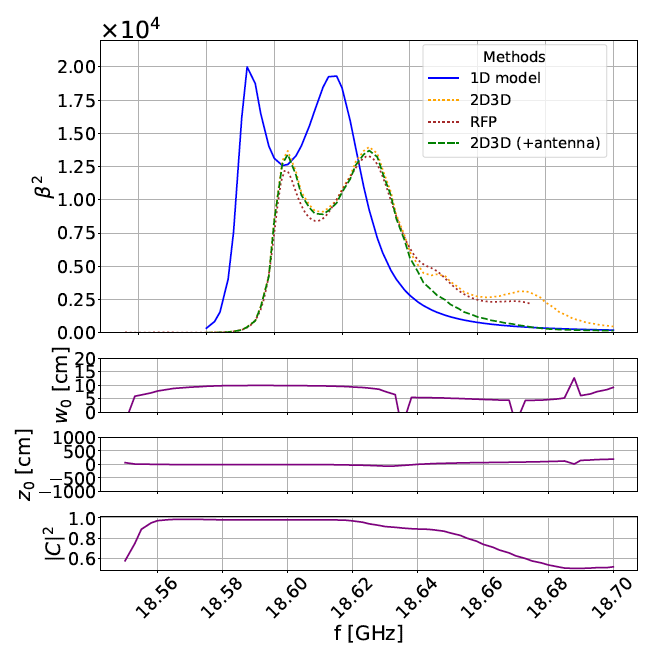 ×10⁴
β²
2.00
1.75
1.50
1.25
1.00
0.75
0.50
0.25
0.00
Methods
1D model
2D3D
RFP
2D3D (+antenna)
w₀ [cm]
20
15
10
5
0
z₀ [cm]
1000
500
0
−500
−1000
|C|²
1.0
0.8
0.6
18.56 18.58 18.60 18.62 18.64 18.66 18.68 18.70
f [GHz]